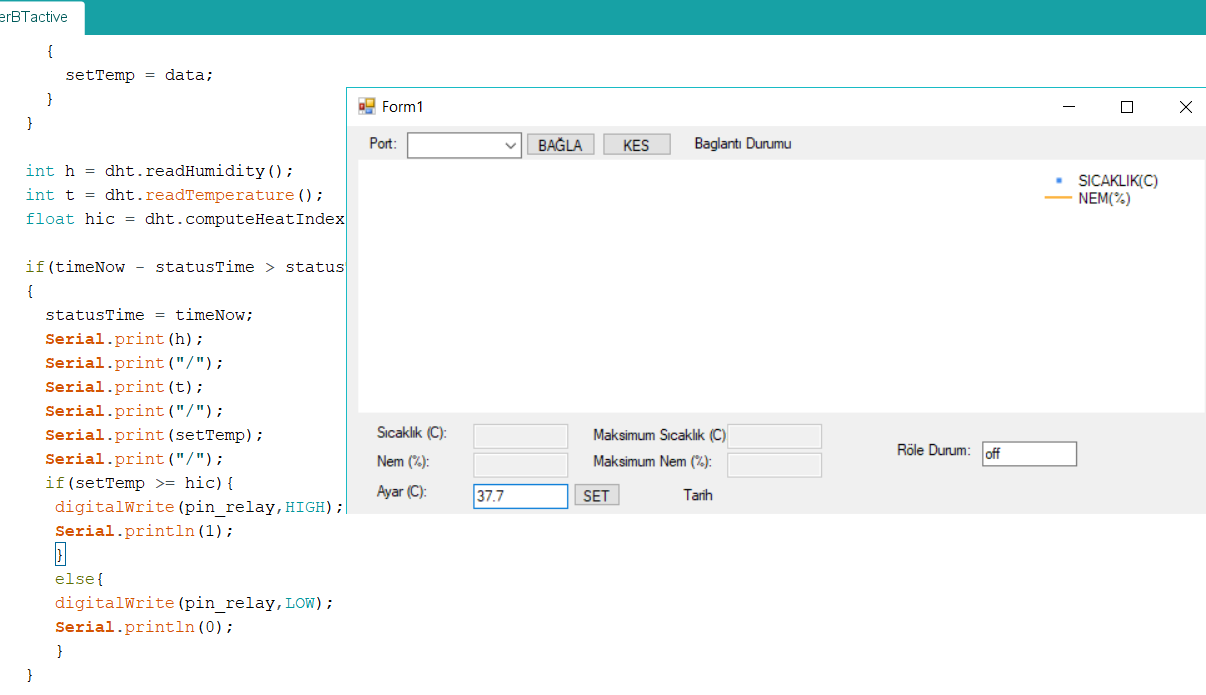 erBTactive
{
setTemp = data;
}
}
int h = dht.readHumidity();
int t = dht.readTemperature();
float hic = dht.computeHeatIndex
if(timeNow - statusTime > status
{
statusTime = timeNow;
Serial.print(h);
Serial.print("/");
Serial.print(t);
Serial.print("/");
Serial.print(setTemp);
Serial.print("/");
if(setTemp >= hic){
digitalWrite(pin_relay,HIGH);
Serial.println(1);
}
else{
digitalWrite(pin_relay,LOW);
Serial.println(0);
}
}
Form1
Port: BAĞLA KES Baglantı Durumu
SICAKLIK(C)
NEM(%)
Sıcaklık (C): Maksimum Sıcaklık (C)
Nem (%): Maksimum Nem (%):
Röle Durum: off
Ayar (C): 37.7 SET Tarih